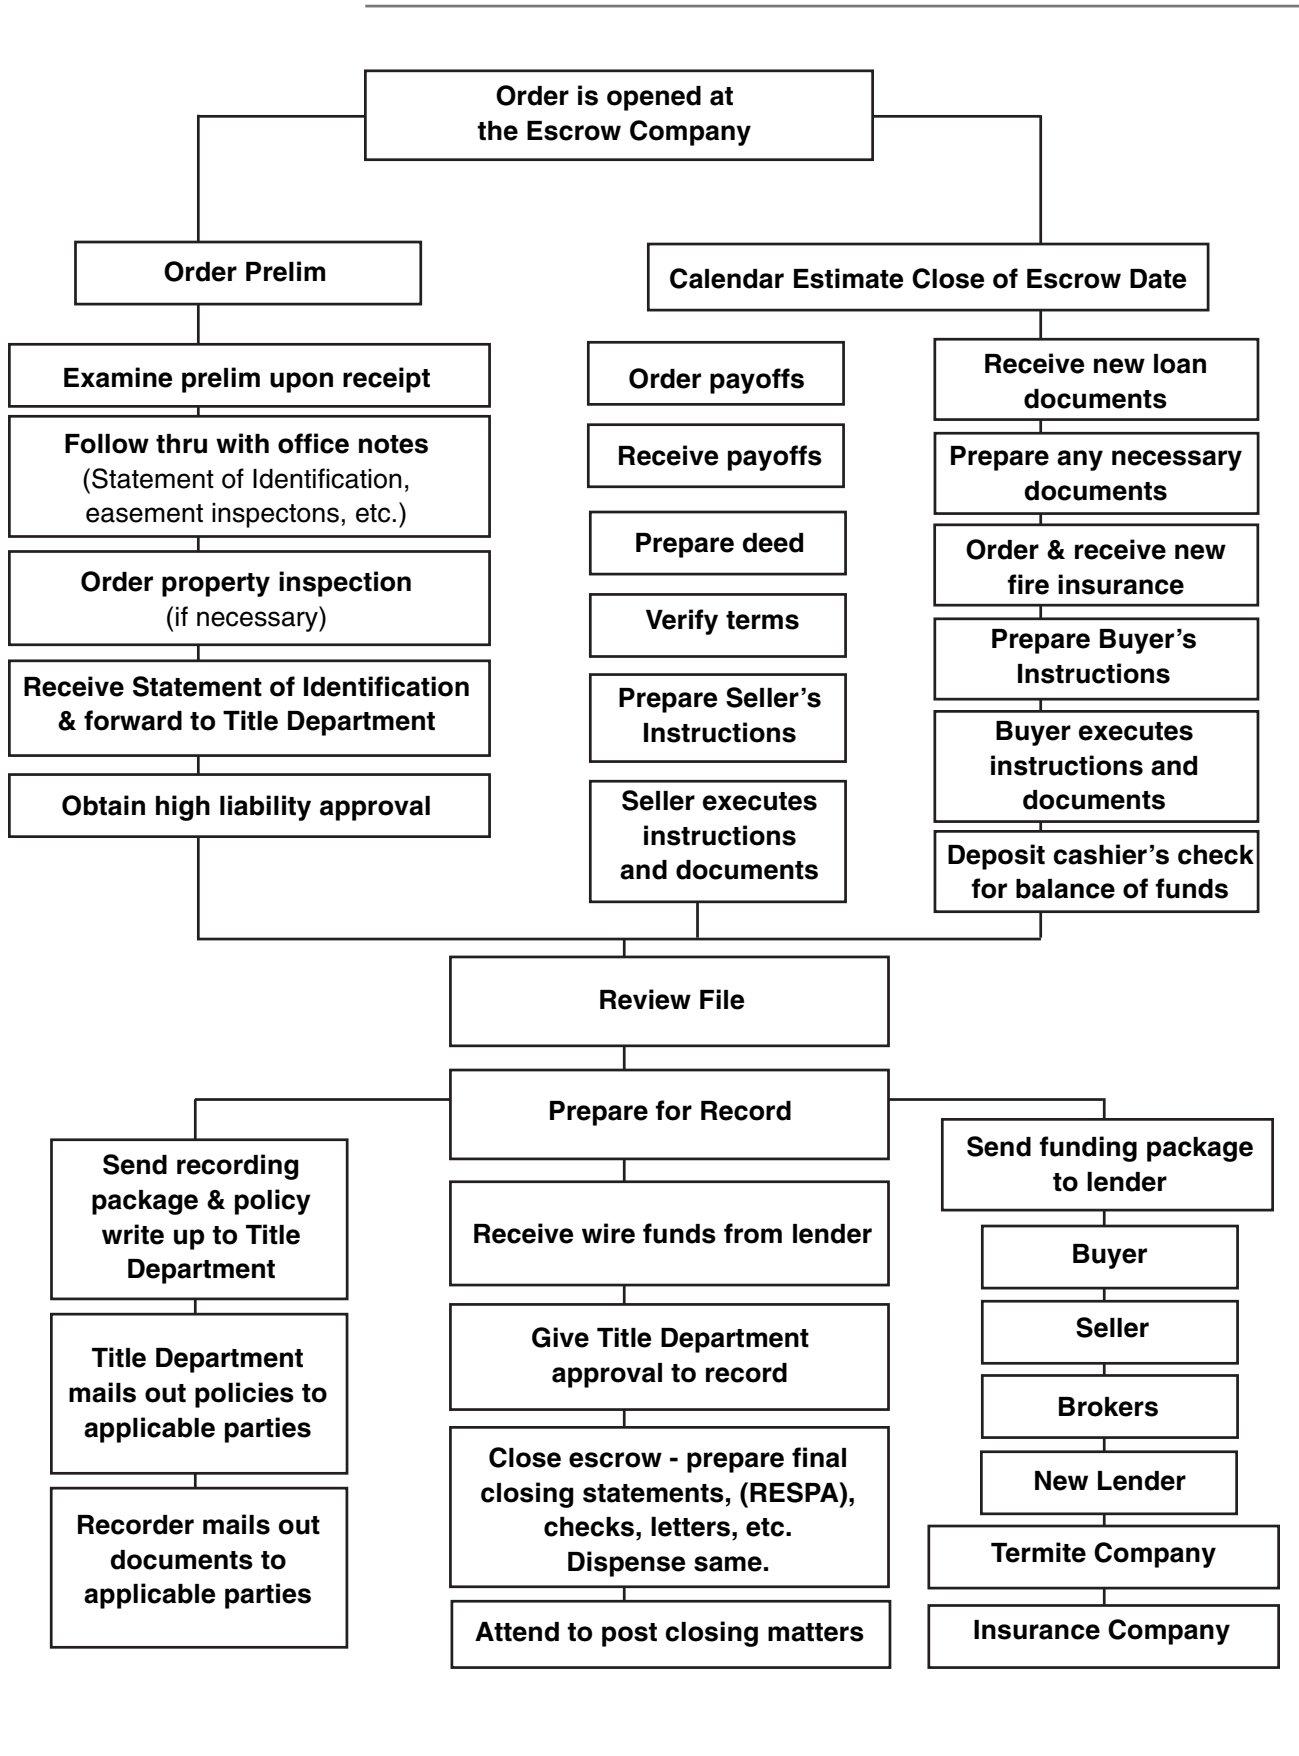 Order is opened at
the Escrow Company
Order Prelim
Calendar Estimate Close of Escrow Date
Examine prelim upon receipt
Follow thru with office notes
(Statement of Identification,
easement inspectons, etc.)
Order property inspection
(if necessary)
Receive Statement of Identification
& forward to Title Department
Obtain high liability approval
Order payoffs
Receive payoffs
Prepare deed
Verify terms
Prepare Seller's
Instructions
Seller executes
instructions
and documents
Receive new loan
documents
Prepare any necessary
documents
Order & receive new
fire insurance
Prepare Buyer's
Instructions
Buyer executes
instructions and
documents
Deposit cashier's check
for balance of funds
Review File
Prepare for Record
Send recording
package & policy
write up to Title
Department
Title Department
mails out policies to
applicable parties
Recorder mails out
documents to
applicable parties
Receive wire funds from lender
Give Title Department
approval to record
Close escrow - prepare final
closing statements, (RESPA),
checks, letters, etc.
Dispense same.
Attend to post closing matters
Send funding package
to lender
Buyer
Seller
Brokers
New Lender
Termite Company
Insurance Company